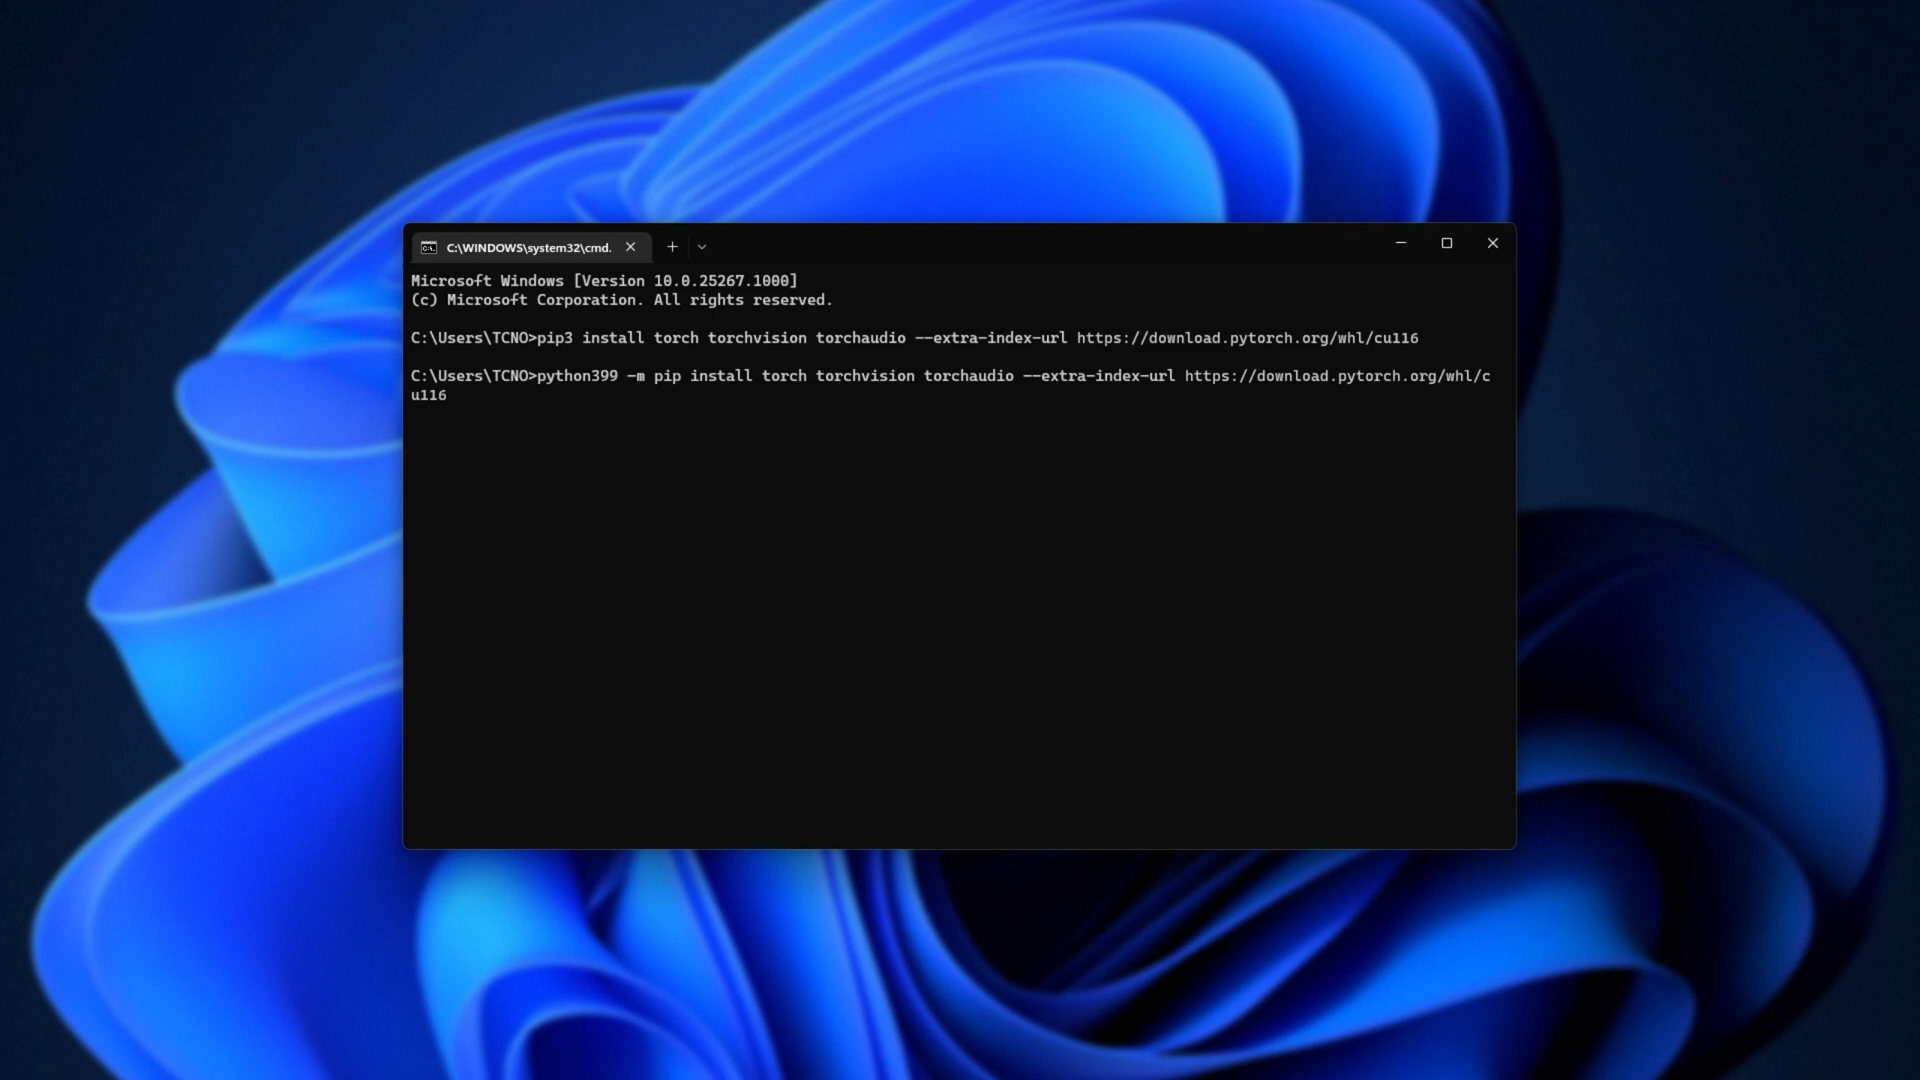 C:\WINDOWS\system32\cmd.
Microsoft Windows [Version 10.0.25267.1000]
(c) Microsoft Corporation. All rights reserved.
C:\Users\TCNO>pip3 install torch torchvision torchaudio --extra-index-url https://download.pytorch.org/whl/cu116
C:\Users\TCNO>python399 -m pip install torch torchvision torchaudio --extra-index-url https://download.pytorch.org/whl/c
u116